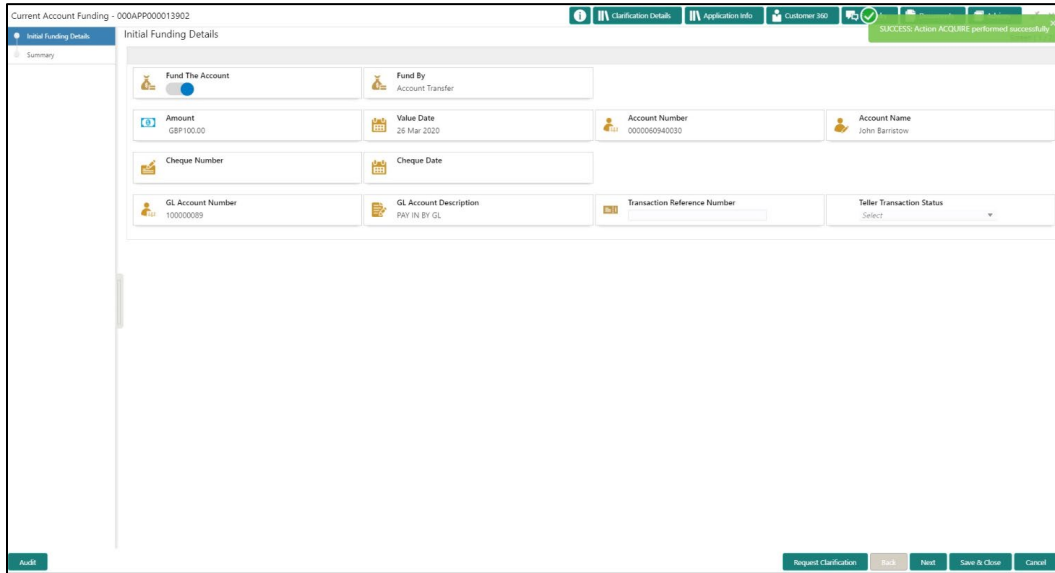 Current Account Funding - 000APP000013902
Clarification Details
Application Info
Customer 360
SUCCESS: Action ACQUIRE performed successfully
Initial Funding Details
Summary
Initial Funding Details
Fund The Account
Fund By
Account Transfer
Amount
GBP100.00
Value Date
26 Mar 2020
Account Number
0000060940030
Account Name
John Barristow
Cheque Number
Cheque Date
GL Account Number
100000089
GL Account Description
PAY IN BY GL
Transaction Reference Number
Teller Transaction Status
Select
Audit
Request Clarification
Back
Next
Save & Close
Cancel